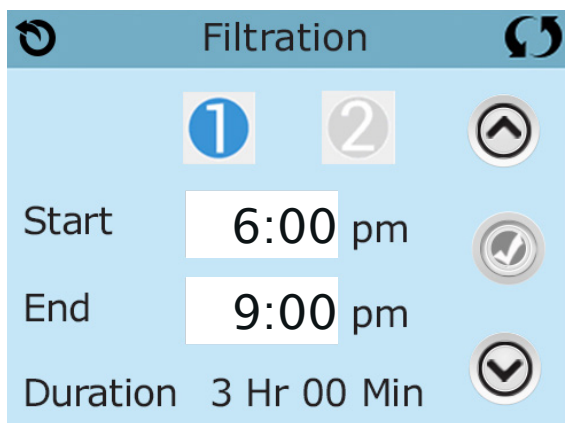 Filtration
1 2
Start 6:00 pm
End 9:00 pm
Duration 3 Hr 00 Min